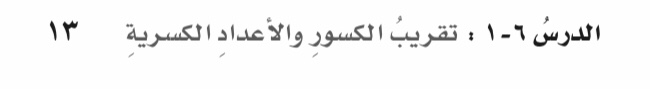 الدرسُ ٦-١ : تقريبُ الكسورِ والأعدادِ الكسريةِ ١٣